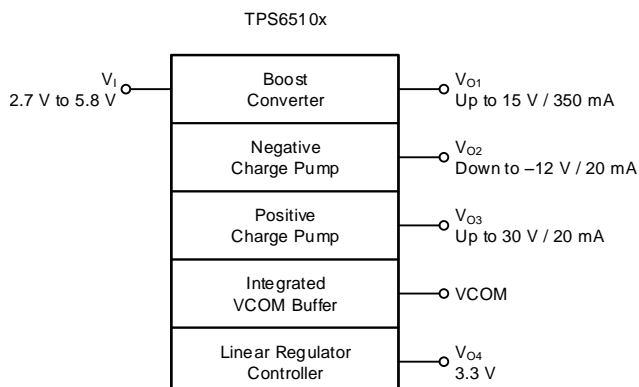 TPS6510x
V_I
2.7 V to 5.8 V
Boost
Converter
V_O1
Up to 15 V / 350 mA
Negative
Charge Pump
V_O2
Down to –12 V / 20 mA
Positive
Charge Pump
V_O3
Up to 30 V / 20 mA
Integrated
VCOM Buffer
VCOM
Linear Regulator
Controller
V_O4
3.3 V